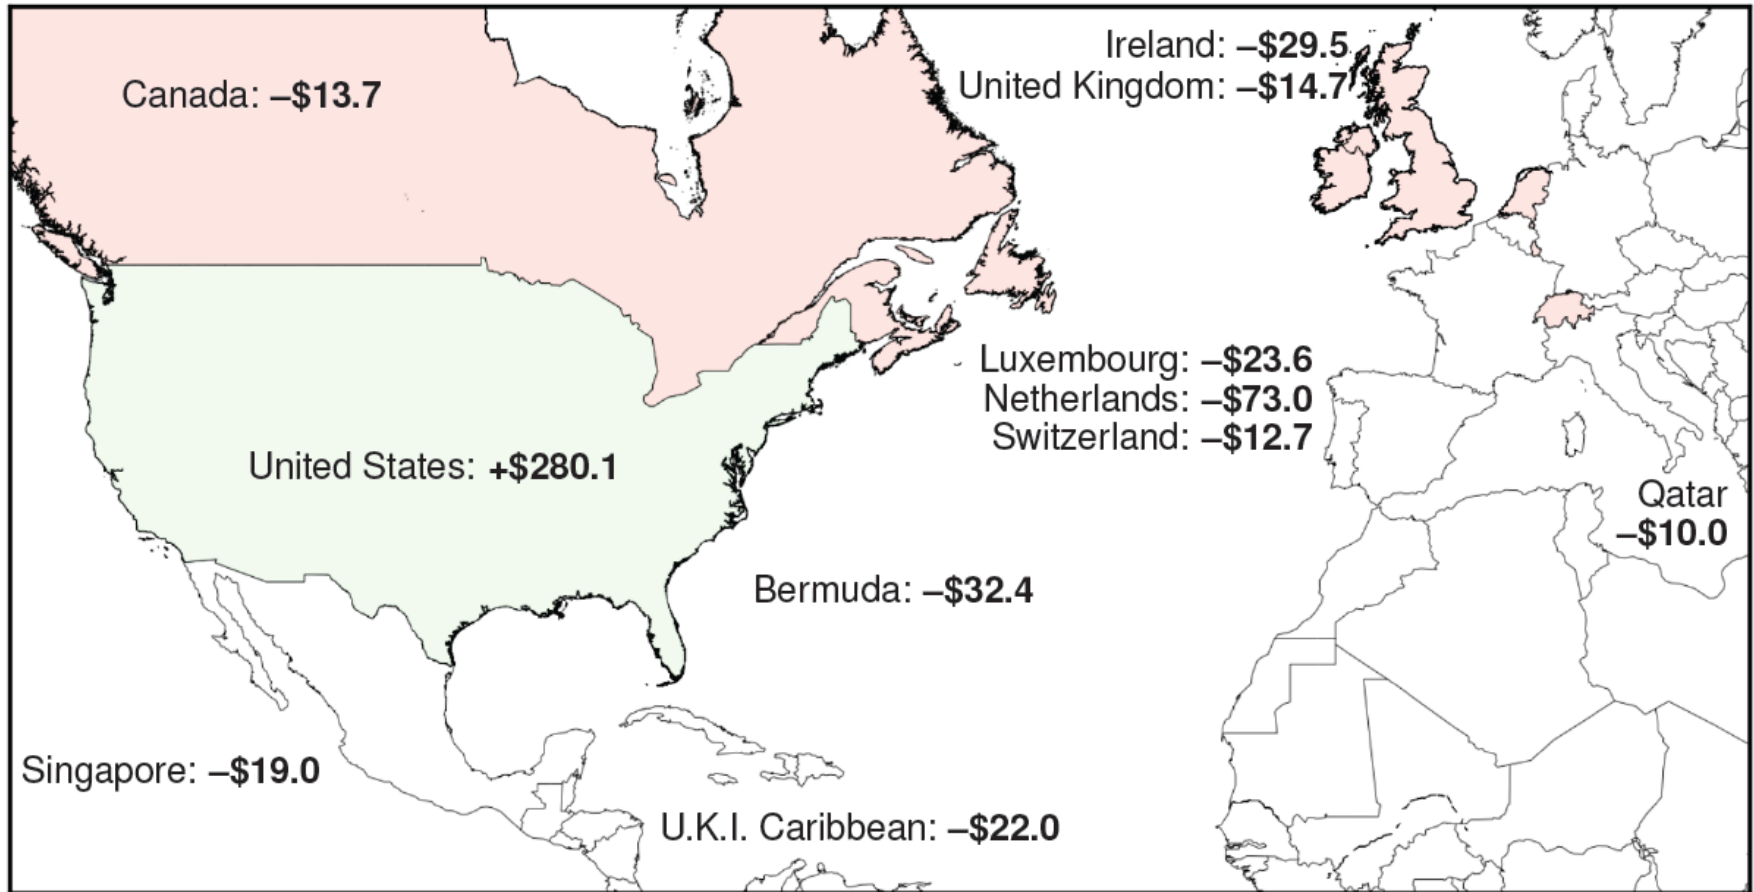 Ireland: –$29.5
United Kingdom: –$14.7
Canada: –$13.7
Luxembourg: –$23.6
Netherlands: –$73.0
Switzerland: –$12.7
United States: +$280.1
Qatar
–$10.0
Bermuda: –$32.4
Singapore: –$19.0
U.K.I. Caribbean: –$22.0